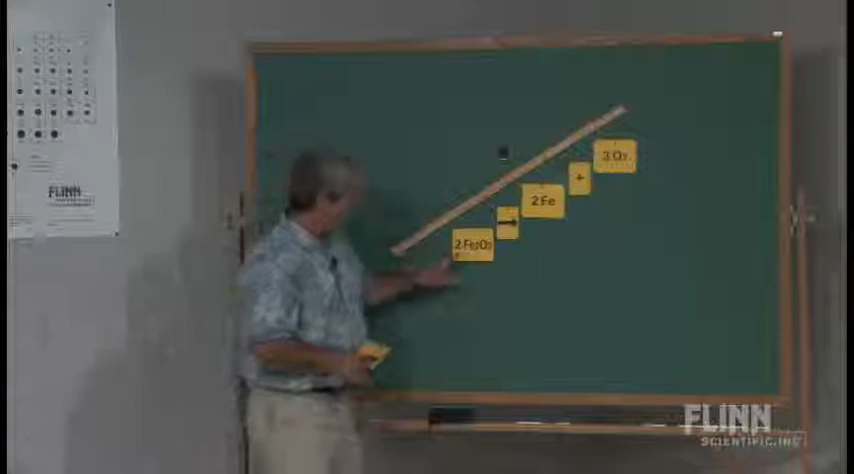 FLINN
2 Fe₂O₃
→
2 Fe
+
3 O₂
FLINN
SCIENTIFIC, INC.